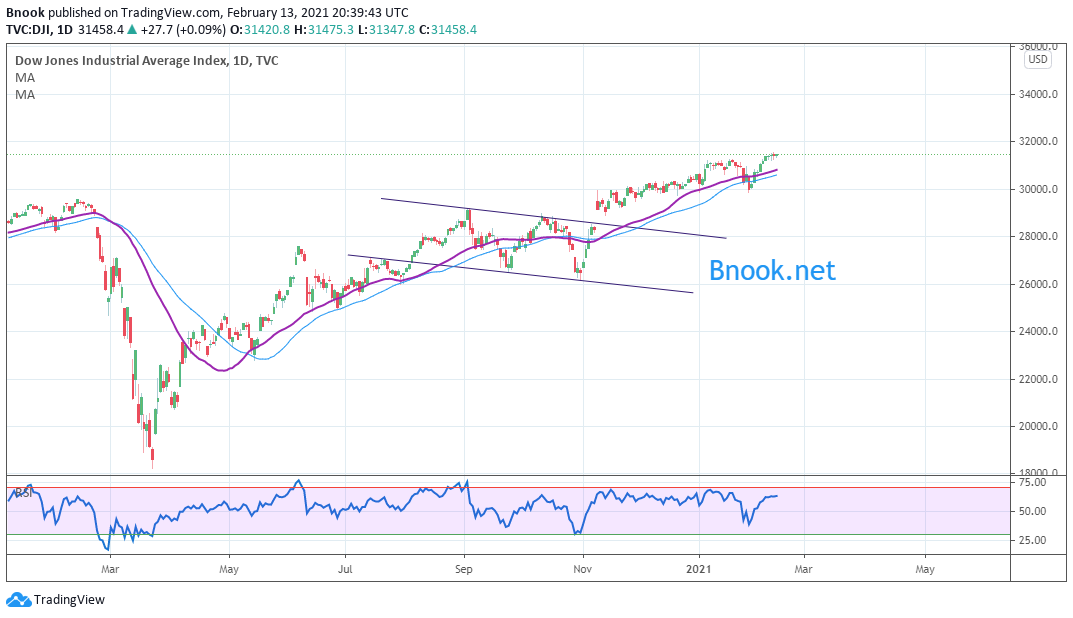 Bnook published on TradingView.com, February 13, 2021 20:39:43 UTC
TVC:DJI, 1D 31458.4 ▲ +27.7 (+0.09%) O:31420.8 H:31475.3 L:31347.8 C:31458.4
Dow Jones Industrial Average Index, 1D, TVC
MA
MA
36000.0
USD
34000.0
32000.0
30000.0
28000.0
Bnook.net
26000.0
24000.0
22000.0
20000.0
18000.0
RSI
75.00
50.00
25.00
Mar May Jul Sep Nov 2021 Mar May
TradingView